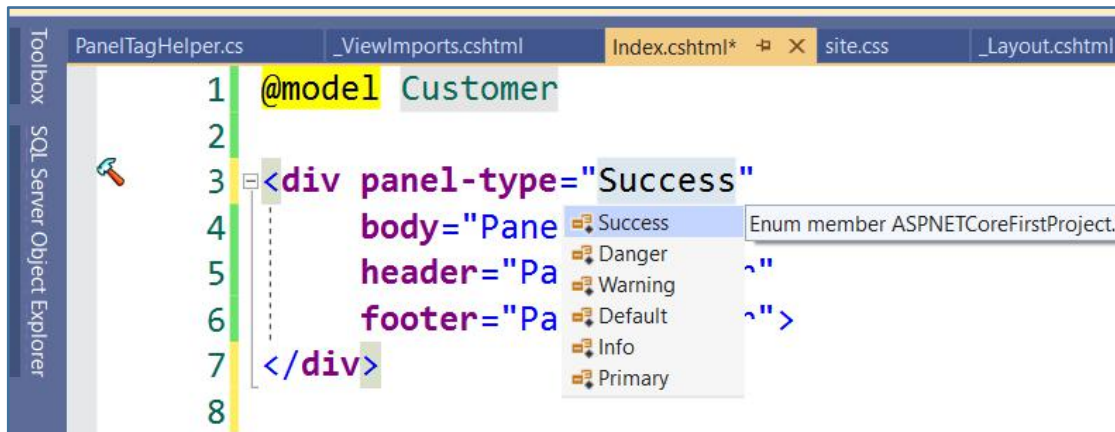 Toolbox
SQL Server Object Explorer
PanelTagHelper.cs _ViewImports.cshtml Index.cshtml* site.css _Layout.cshtml
1 @model Customer
2
3 <div panel-type="Success"
4 body="Pane
5 header="Pa "
6 footer="Pa ">
7 </div>
8
Success
Danger
Warning
Default
Info
Primary
Enum member ASPNETCoreFirstProject.